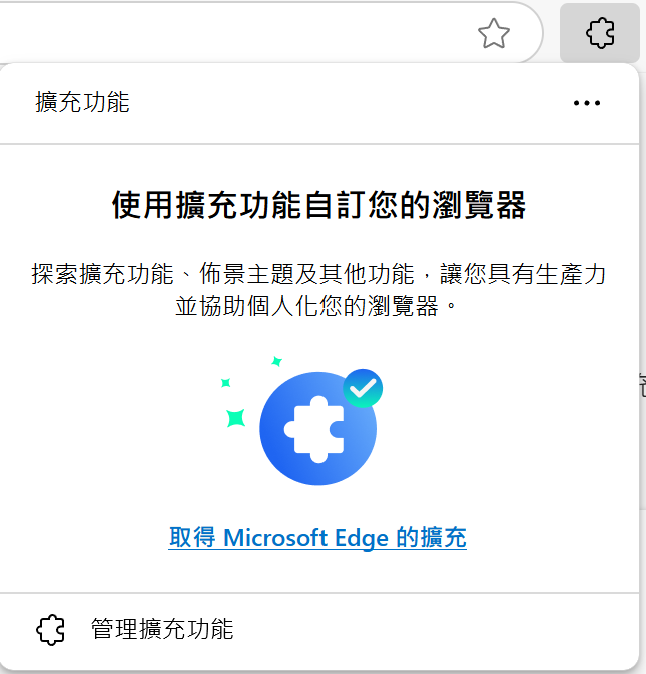 擴充功能
使用擴充功能自訂您的瀏覽器
探索擴充功能、佈景主題及其他功能，讓您具有生產力
並協助個人化您的瀏覽器。
取得 Microsoft Edge 的擴充
管理擴充功能